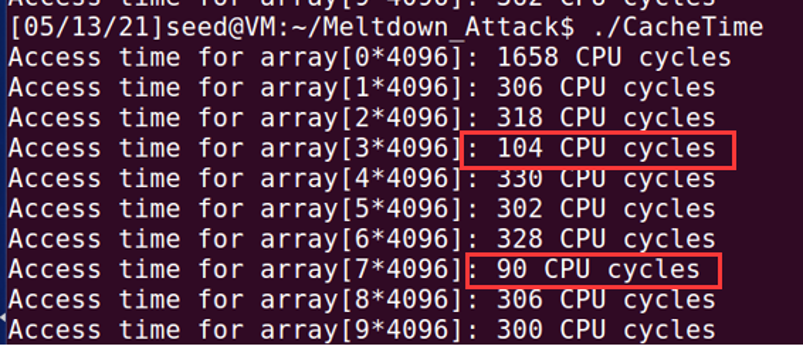 Access time for array[9*4096]: 302 CPU cycles
[05/13/21]seed@VM:~/Meltdown_Attack$ ./CacheTime
Access time for array[0*4096]: 1658 CPU cycles
Access time for array[1*4096]: 306 CPU cycles
Access time for array[2*4096]: 318 CPU cycles
Access time for array[3*4096]: 104 CPU cycles
Access time for array[4*4096]: 330 CPU cycles
Access time for array[5*4096]: 302 CPU cycles
Access time for array[6*4096]: 328 CPU cycles
Access time for array[7*4096]: 90 CPU cycles
Access time for array[8*4096]: 306 CPU cycles
Access time for array[9*4096]: 300 CPU cycles